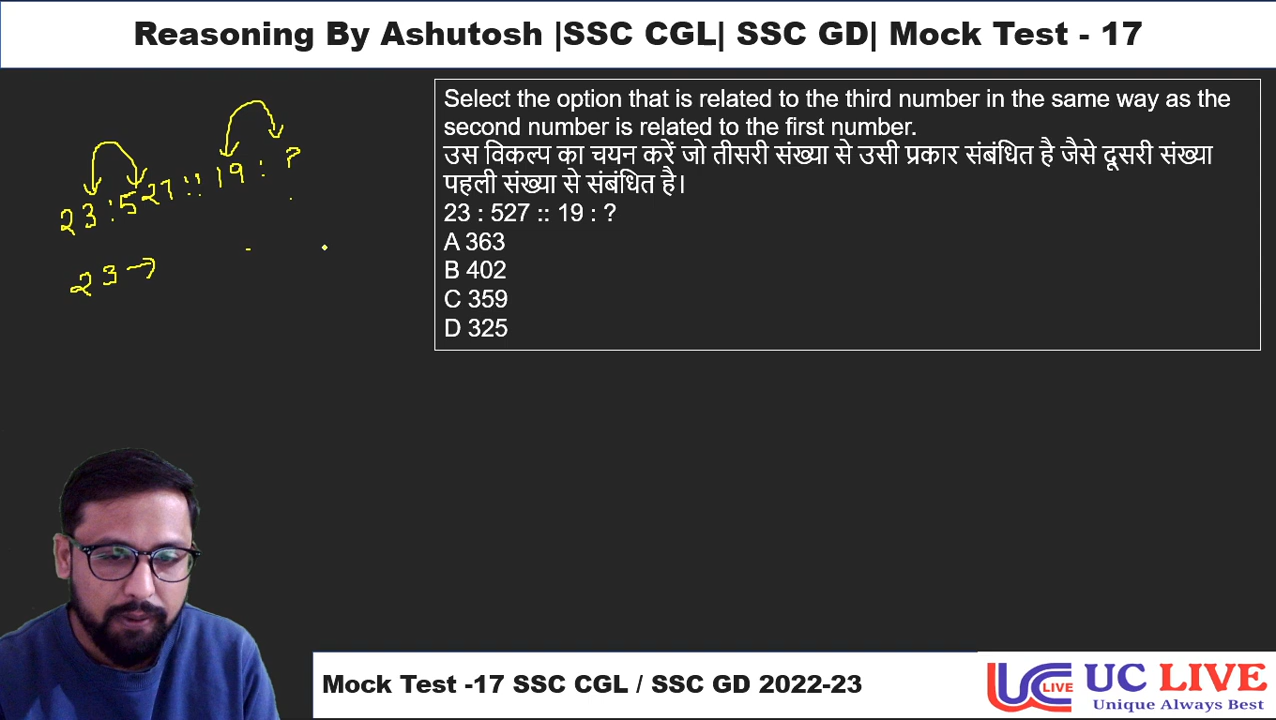 Reasoning By Ashutosh |SSC CGL| SSC GD| Mock Test - 17
23 : 527 :: 19 : ?
23 →
Select the option that is related to the third number in the same way as the
second number is related to the first number.
उस विकल्प का चयन करें जो तीसरी संख्या से उसी प्रकार संबंधित है जैसे दूसरी संख्या
पहली संख्या से संबंधित है।
23 : 527 :: 19 : ?
A 363
B 402
C 359
D 325
Mock Test -17 SSC CGL / SSC GD 2022-23
UC LIVE UC LIVE
Unique Always Best